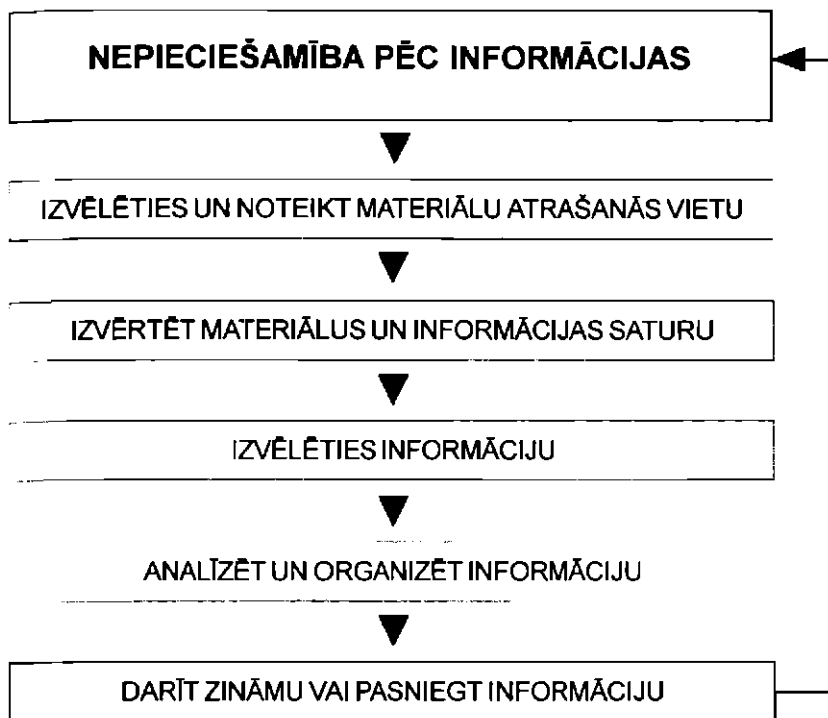 NEPIECIEŠAMĪBA PĒC INFORMĀCIJAS
IZVĒLĒTIES UN NOTEIKT MATERIĀLU ATRAŠANĀS VIETU
IZVĒRTĒT MATERIĀLUS UN INFORMĀCIJAS SATURU
IZVĒLĒTIES INFORMĀCIJU
ANALĪZĒT UN ORGANIZĒT INFORMĀCIJU
DARĪT ZINĀMU VAI PASNIEGT INFORMĀCIJU